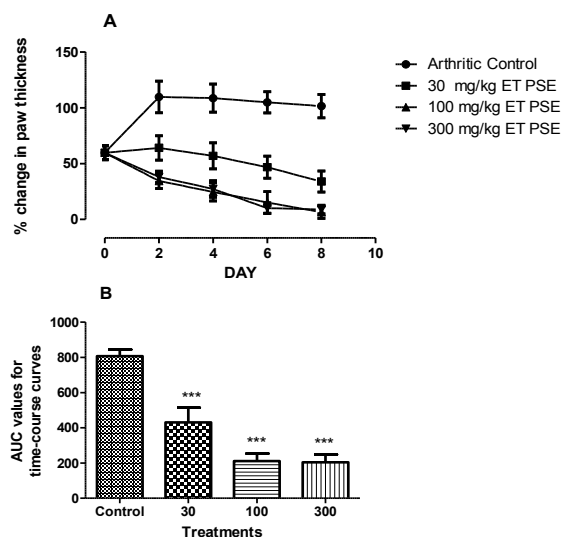 A
150
100
50
0
% change in paw thickness
0 2 4 6 8 10
DAY
Arthritic Control
30 mg/kg ET PSE
100 mg/kg ET PSE
300 mg/kg ET PSE
B
1000
800
600
400
200
0
AUC values for
time-course curves
***
***
***
Control 30 100 300
Treatments